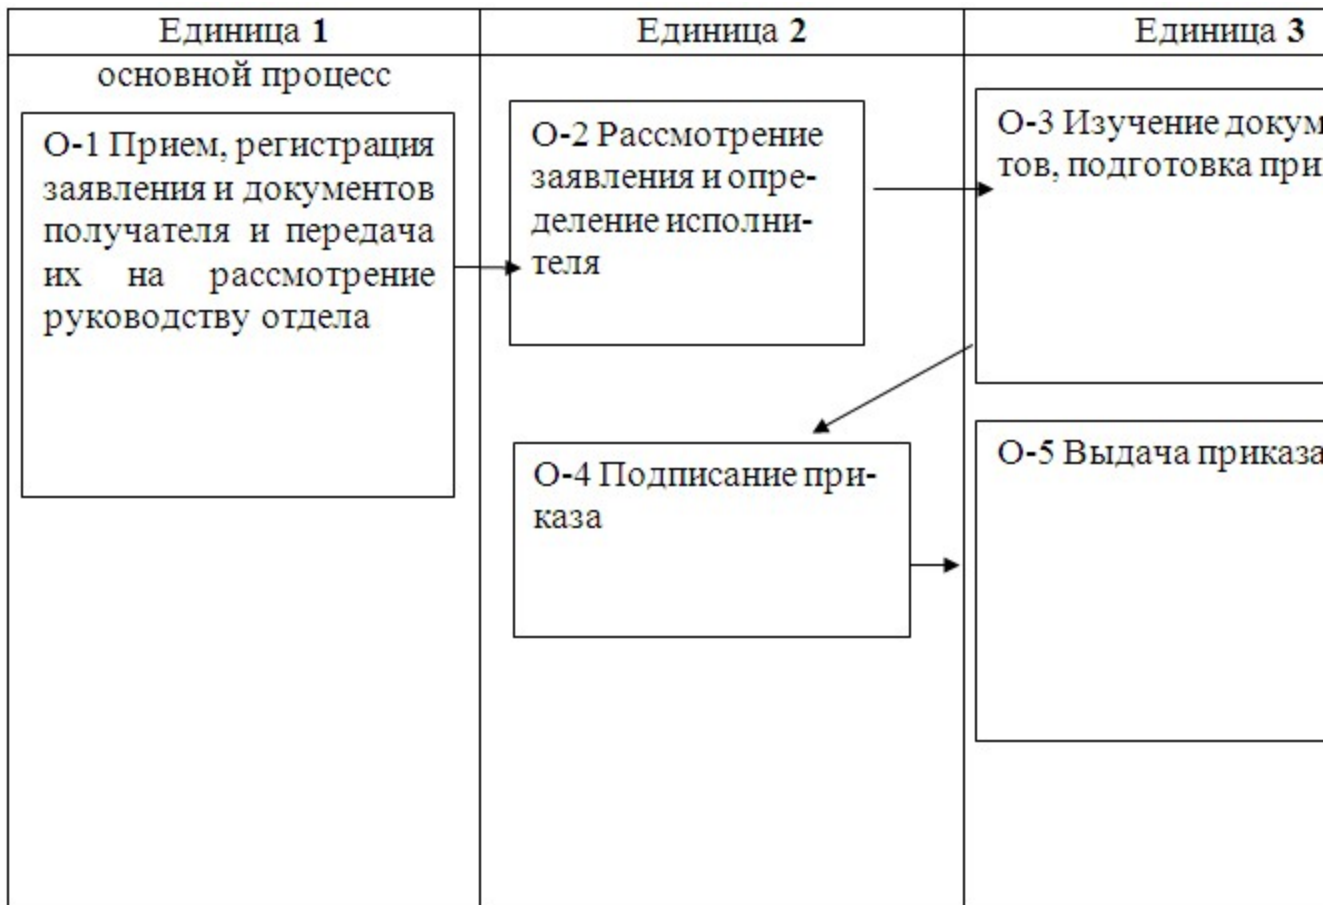 Единица 1
Единица 2
Единица 3
основной процесс
О-1 Прием, регистрация
заявления и документов
получателя и передача
их на рассмотрение
руководству отдела
О-2 Рассмотрение
заявления и опре-
деление исполни-
теля
О-3 Изучение докум
тов, подготовка при
О-4 Подписание при-
каза
О-5 Выдача приказа